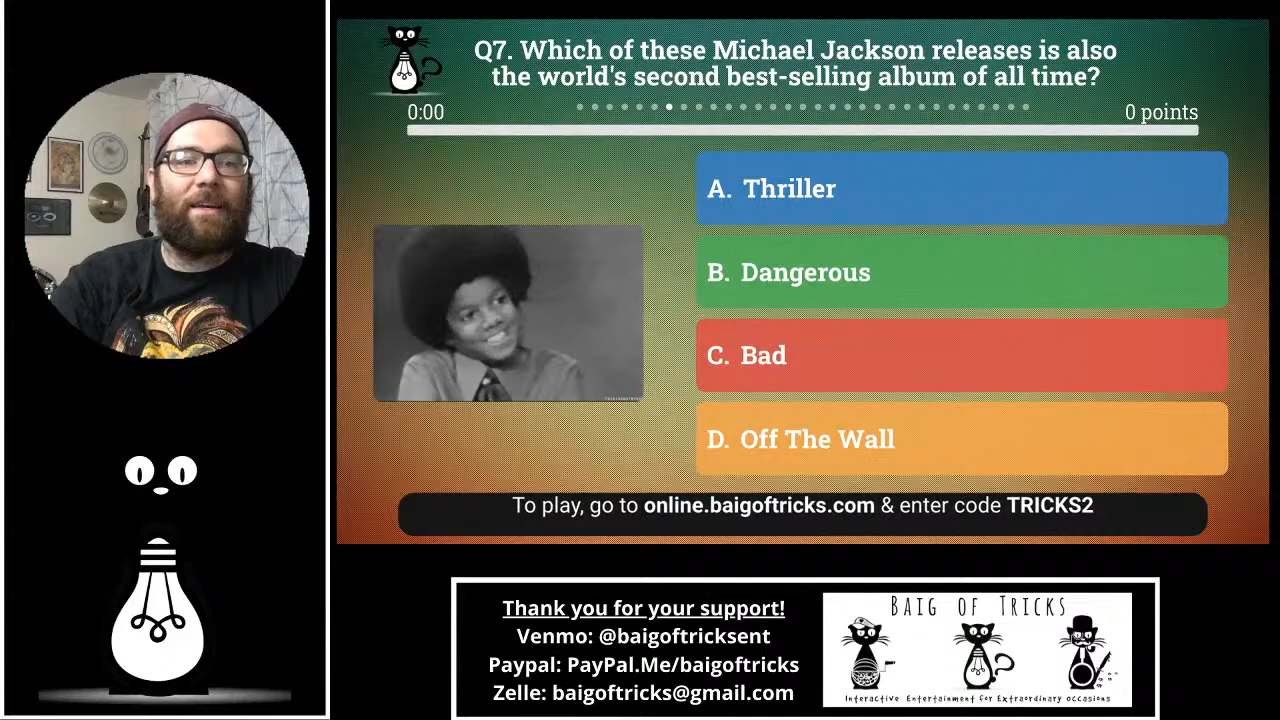 Q7. Which of these Michael Jackson releases is also
the world's second best-selling album of all time?
0:00
0 points
A. Thriller
B. Dangerous
C. Bad
D. Off The Wall
To play, go to online.baigoftricks.com & enter code TRICKS2
Thank you for your support!
Venmo: @baigoftricksent
Paypal: PayPal.Me/baigoftricks
Zelle: baigoftricks@gmail.com
BAIG OF TRICKS
Interactive Entertainment for Extraordinary occasions